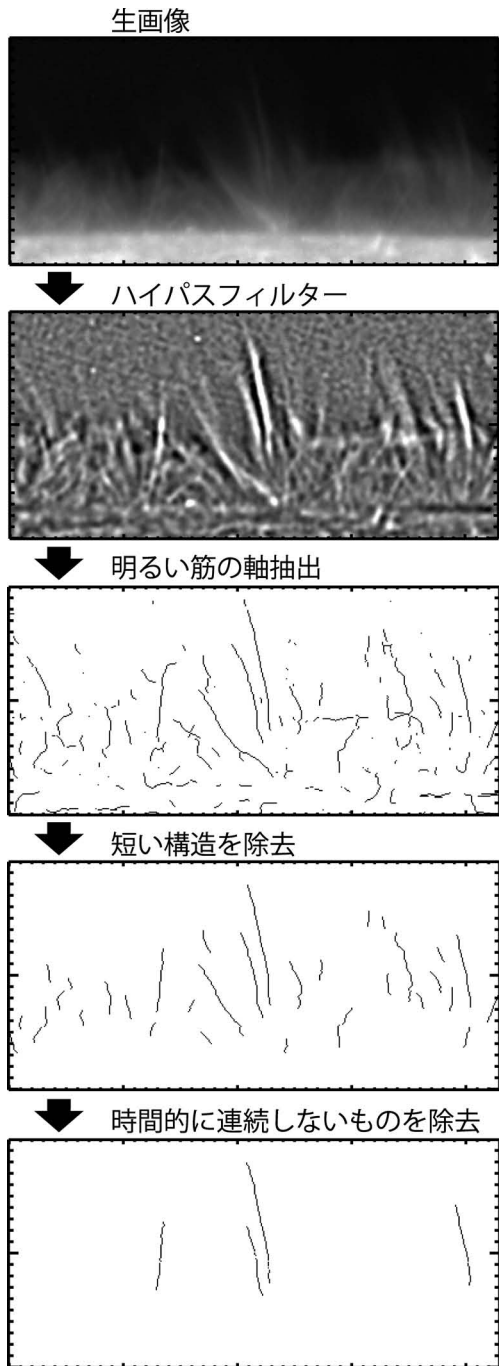 生画像
ハイパスフィルター
明るい筋の軸抽出
短い構造を除去
時間的に連続しないものを除去